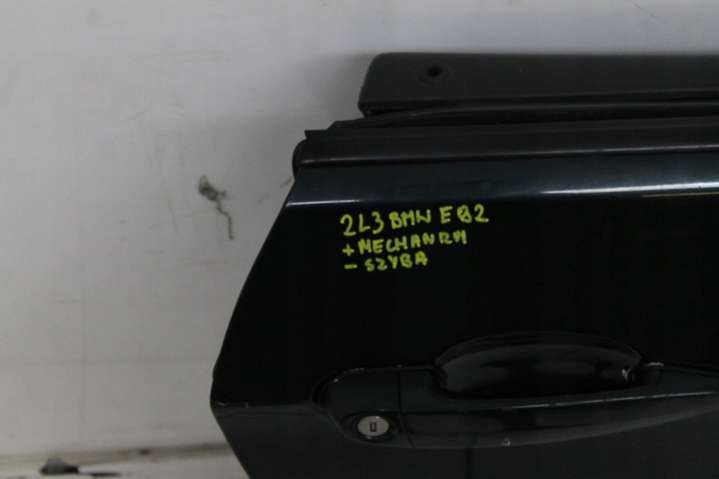 2L3 BMW E82
+ MECHANIZM
- SZYBA